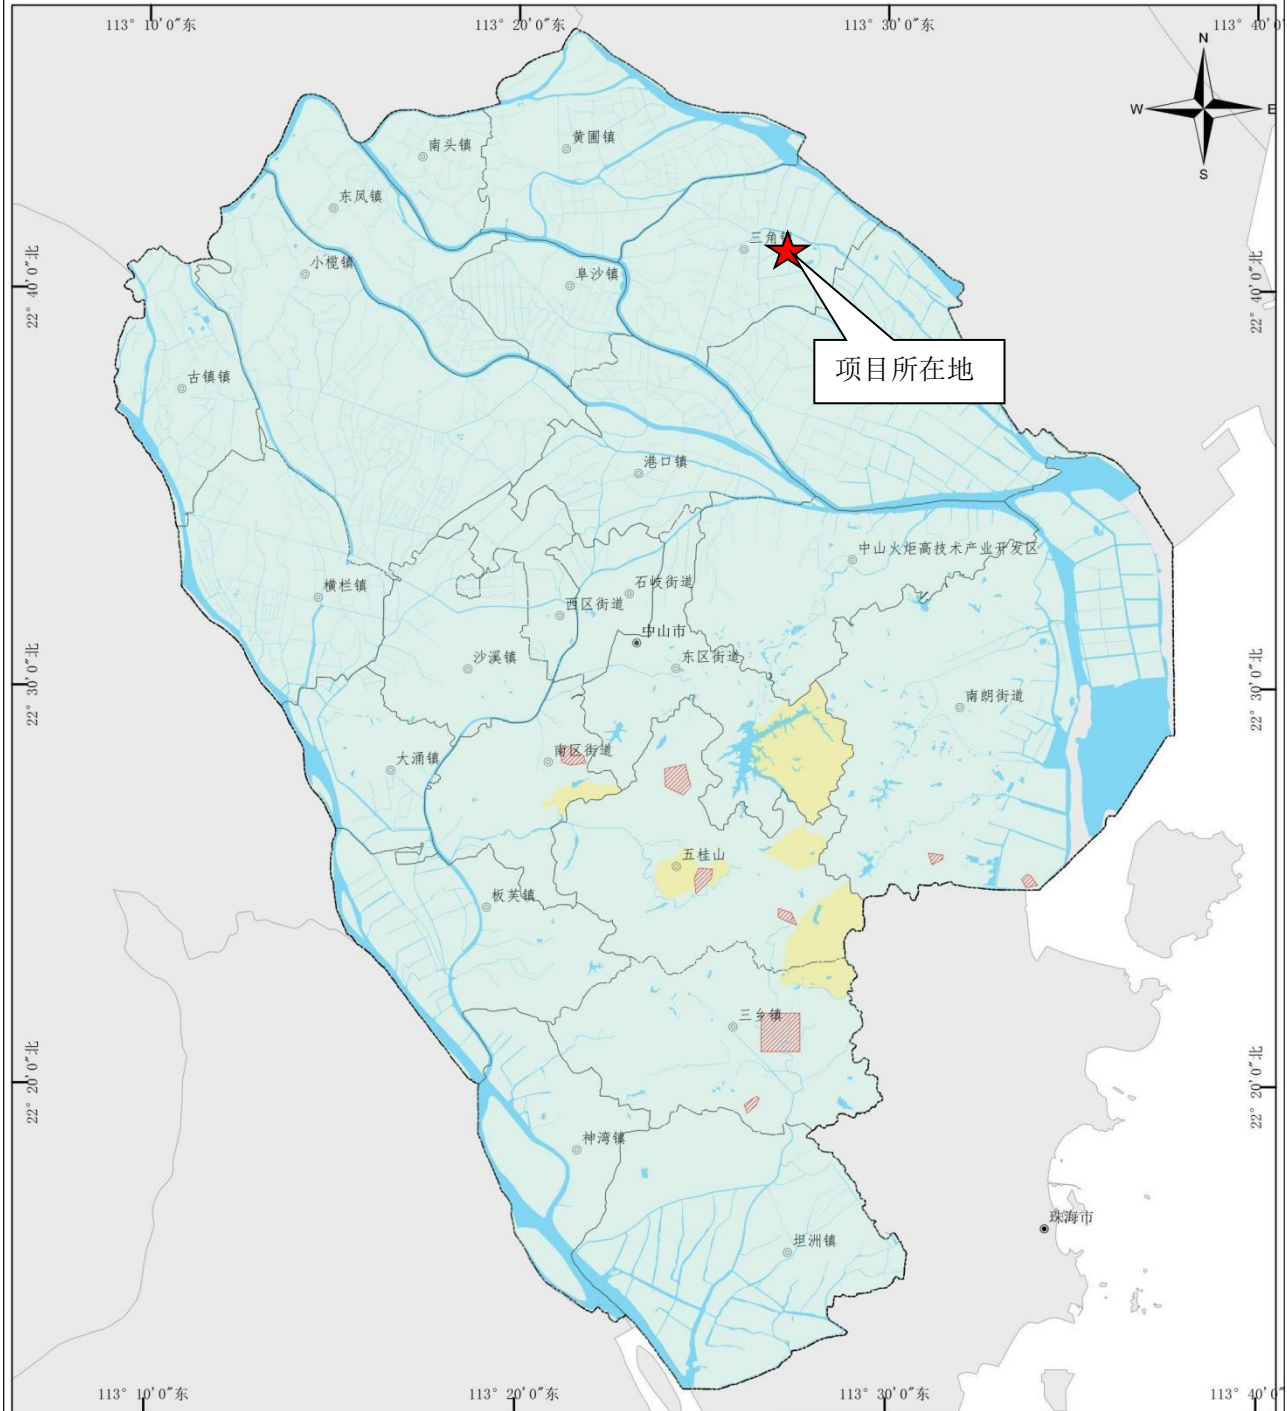 113° 10'0"东
113° 20'0"东
113° 30'0"东
113° 40'0
N
W
E
S
黄圃镇
南头镇
东凤镇
三角镇
小榄镇
阜沙镇
22° 40'0"北
22° 40'0"北
项目所在地
古镇镇
港口镇
中山火炬高技术产业开发区
横栏镇
石岐街道
西区街道
中山市
沙溪镇
东区街道
22° 30'0"北
22° 30'0"北
南朗街道
南区街道
大涌镇
五桂山
板芙镇
三乡镇
22° 20'0"北
22° 20'0"北
神湾镇
珠海市
坦洲镇
113° 10'0"东
113° 20'0"东
113° 30'0"东
113° 40'0